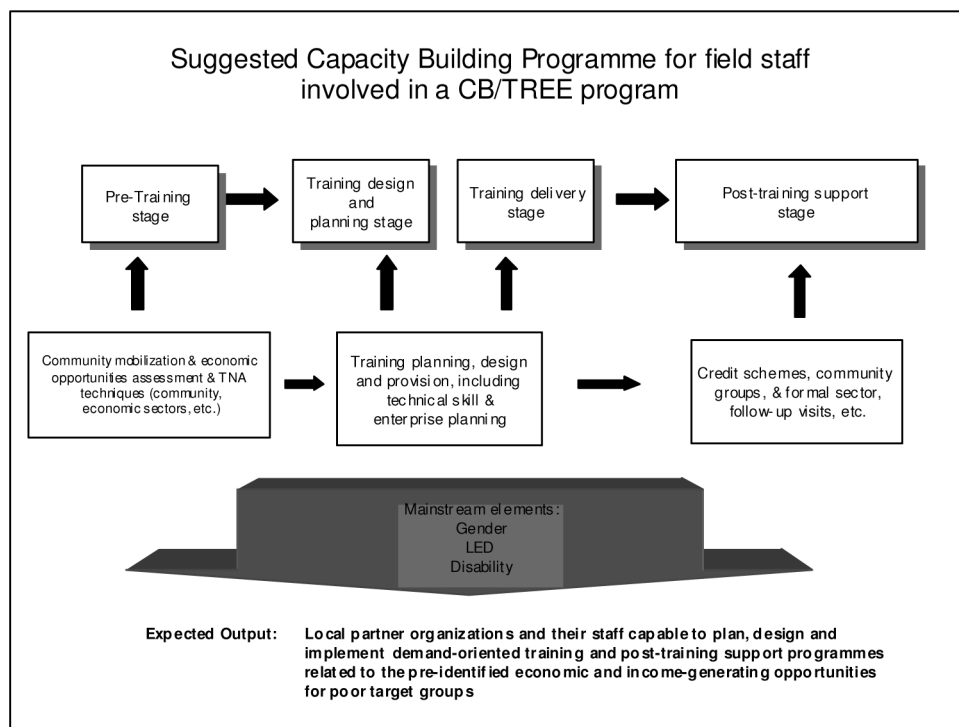 Suggested Capacity Building Programme for field staff
involved in a CB/TREE program
Pre-Training
stage
Training design
and
planning stage
Training delivery
stage
Post-training support
stage
Community mobilization & economic
opportunities assessment & TNA
techniques (community,
economic sectors, etc.)
Training planning, design
and provision, including
technical skill &
enterprise planning
Credit schemes, community
groups, & formal sector,
follow-up visits, etc.
Mainstream elements:
Gender
LED
Disability
Expected Output: Local partner organizations and their staff capable to plan, design and
implement demand-oriented training and post-training support programmes
related to the pre-identified economic and income-generating opportunities
for poor target groups